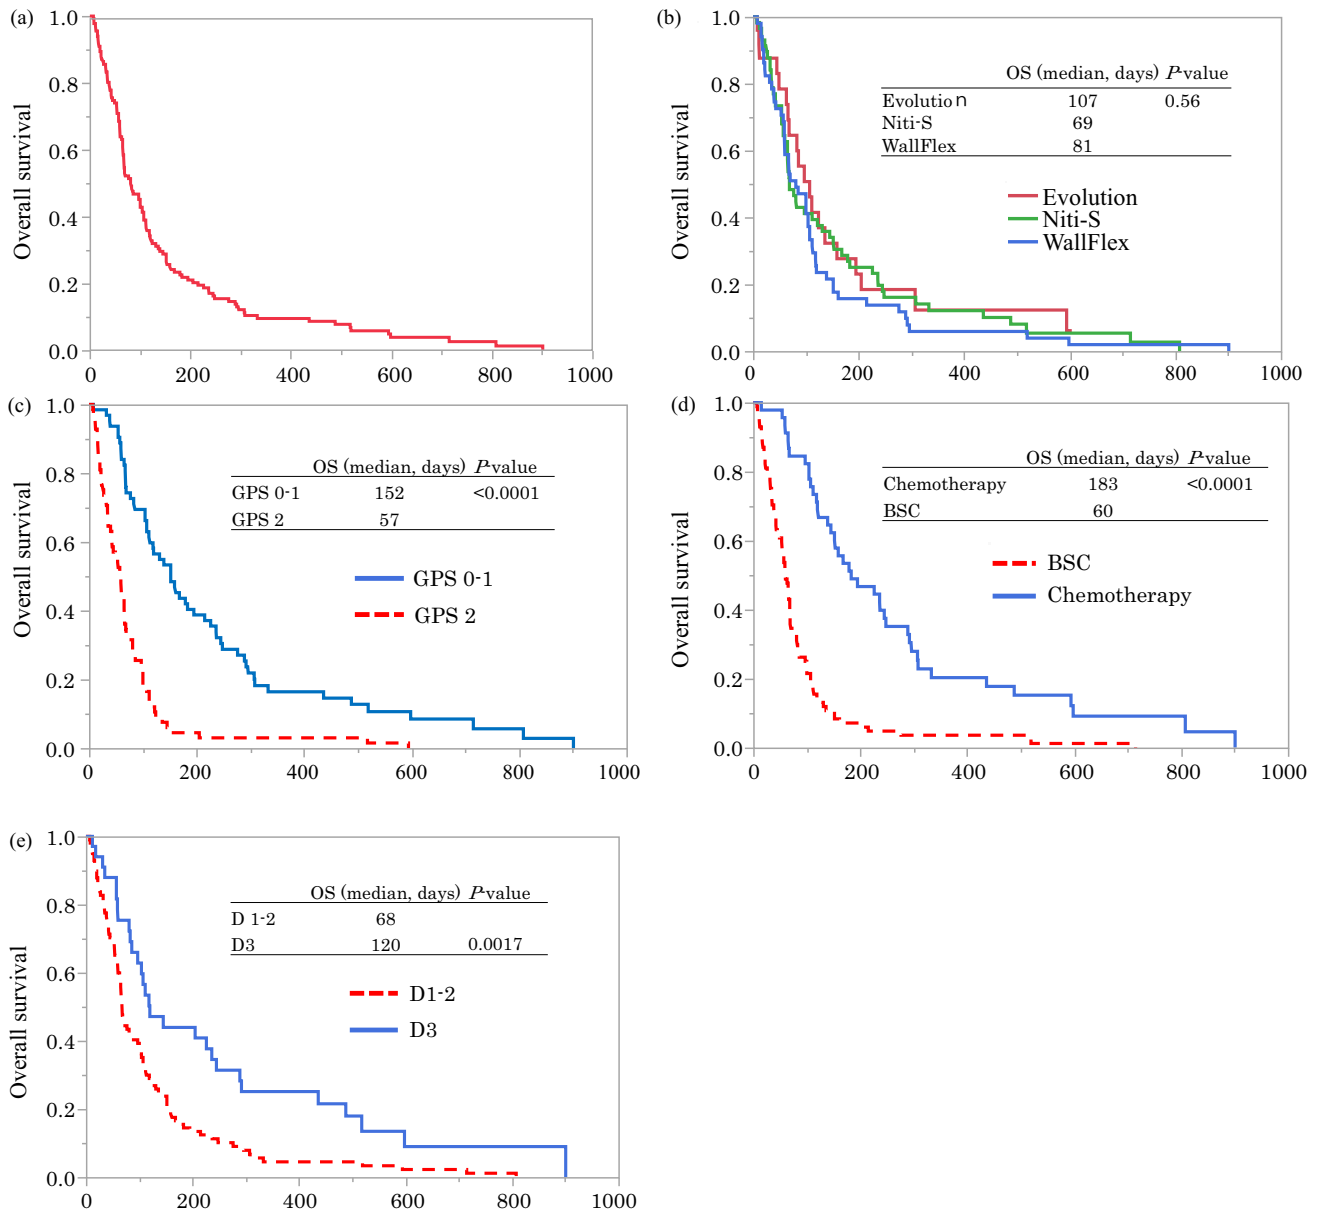 (a)
1.0
0.8
0.6
0.4
0.2
0.0
Overall survival
0 200 400 600 800 1000
(b)
1.0
0.8
0.6
0.4
0.2
0.0
Overall survival
OS (median, days) P-value
Evolution 107 0.56
Niti-S 69
WallFlex 81
Evolution
Niti-S
WallFlex
0 200 400 600 800 1000
(c)
1.0
0.8
0.6
0.4
0.2
0.0
Overall survival
OS (median, days) P-value
GPS 0-1 152 <0.0001
GPS 2 57
GPS 0-1
GPS 2
0 200 400 600 800 1000
(d)
1.0
0.8
0.6
0.4
0.2
0.0
Overall survival
OS (median, days) P-value
Chemotherapy 183 <0.0001
BSC 60
BSC
Chemotherapy
0 200 400 600 800 1000
(e)
1.0
0.8
0.6
0.4
0.2
0.0
Overall survival
OS (median, days) P-value
D 1-2 68
D3 120 0.0017
D1-2
D3
0 200 400 600 800 1000